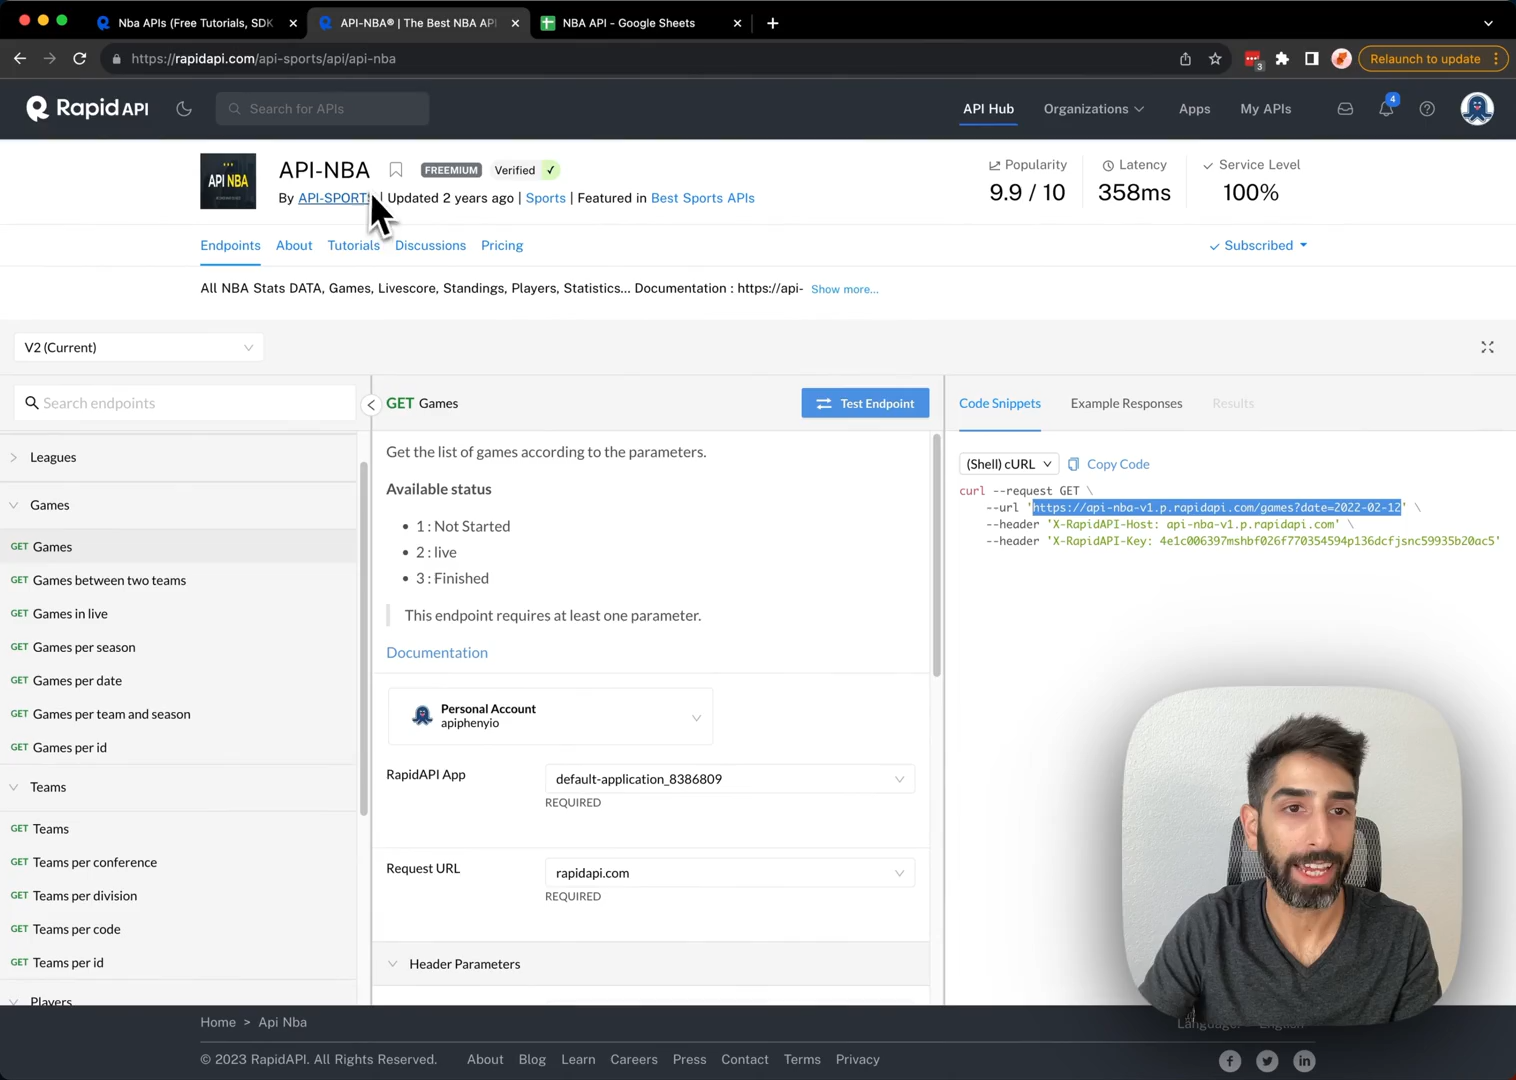 Nba APIs (Free Tutorials, SDK
API-NBA® | The Best NBA API
NBA API - Google Sheets
https://rapidapi.com/api-sports/api/api-nba
3
Relaunch to update
Rapid API
Search for APIs
API Hub
Organizations
Apps
My APIs
4
API NBA
API-NBA
FREEMIUM
Verified
By API-SPORTS | Updated 2 years ago | Sports | Featured in Best Sports APIs
Popularity
9.9 / 10
Latency
358ms
Service Level
100%
Endpoints
About
Tutorials
Discussions
Pricing
Subscribed
All NBA Stats DATA, Games, Livescore, Standings, Players, Statistics... Documentation : https://api-
Show more...
V2 (Current)
Search endpoints
Leagues
Games
GET Games
GET Games between two teams
GET Games in live
GET Games per season
GET Games per date
GET Games per team and season
GET Games per id
Teams
GET Teams
GET Teams per conference
GET Teams per division
GET Teams per code
GET Teams per id
Players
GET Games
Test Endpoint
Get the list of games according to the parameters.
Available status
• 1 : Not Started
• 2 : live
• 3 : Finished
This endpoint requires at least one parameter.
Documentation
Personal Account
apiphenyio
RapidAPI App
default-application_8386809
REQUIRED
Request URL
rapidapi.com
REQUIRED
Header Parameters
Code Snippets
Example Responses
Results
(Shell) cURL
Copy Code
curl --request GET \
--url 'https://api-nba-v1.p.rapidapi.com/games?date=2022-02-12' \
--header 'X-RapidAPI-Host: api-nba-v1.p.rapidapi.com' \
--header 'X-RapidAPI-Key: 4e1c006397mshbf026f770354594p136dcfjsnc59935b20ac5'
Home > Api Nba
Language: English
© 2023 RapidAPI. All Rights Reserved.
About
Blog
Learn
Careers
Press
Contact
Terms
Privacy